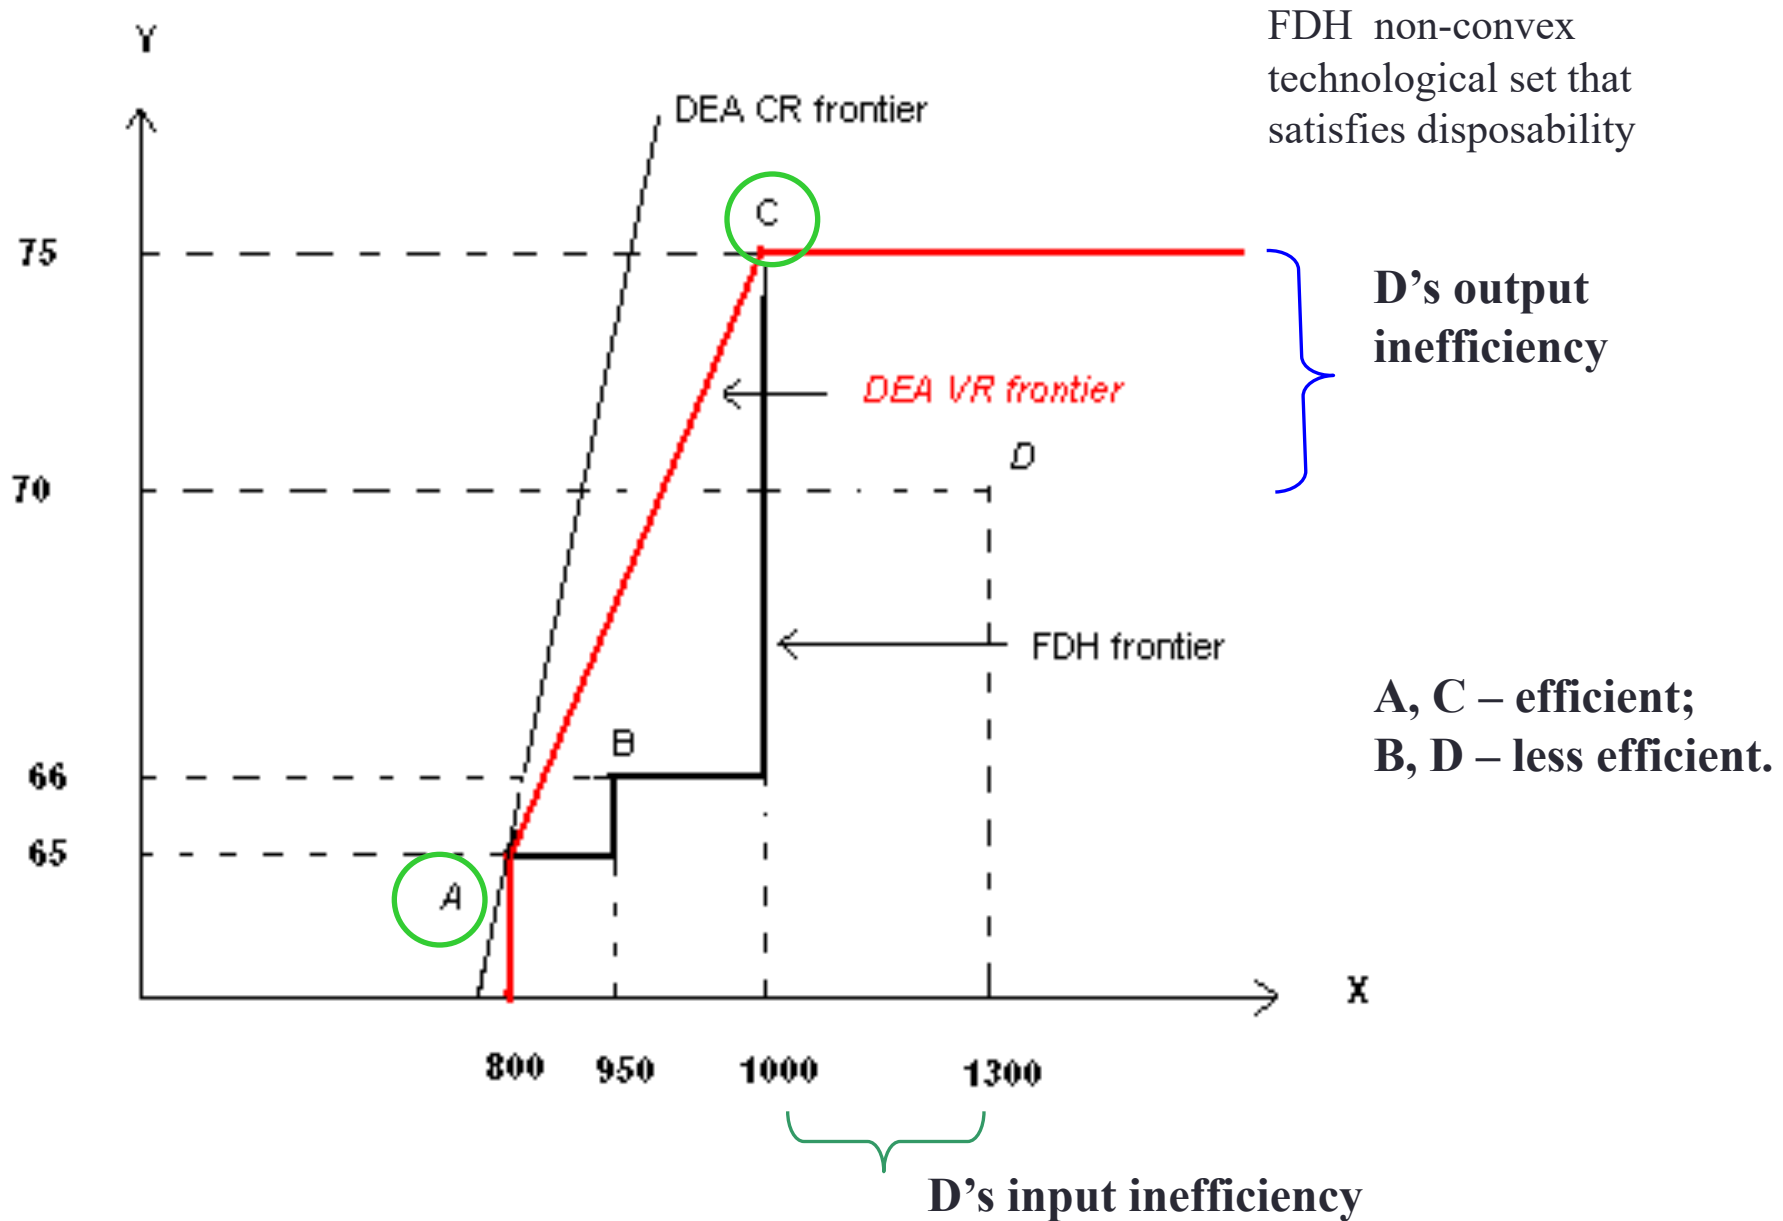 FDH non-convex
technological set that
satisfies disposability
Y
DEA CR frontier
C
75
D’s output
inefficiency
DEA VR frontier
D
70
FDH frontier
A, C – efficient;
B, D – less efficient.
B
66
65
A
X
800 950 1000 1300
D’s input inefficiency